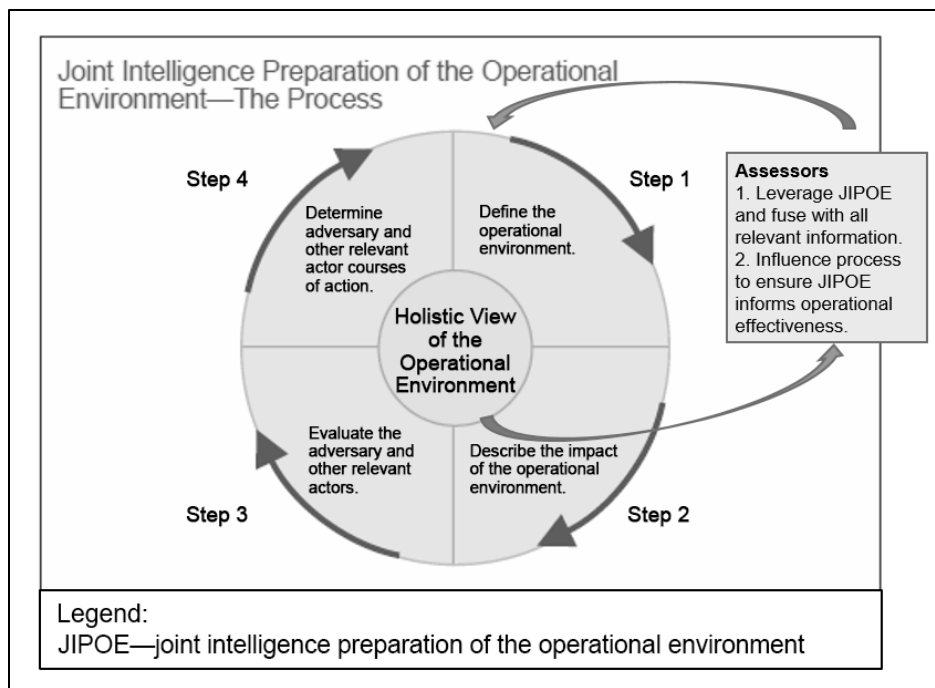 Joint Intelligence Preparation of the Operational
Environment—The Process
Step 4
Step 1
Determine
adversary and
other relevant
actor courses
of action.
Define the
operational
environment.
Assessors
1. Leverage JIPOE
and fuse with all
relevant information.
2. Influence process
to ensure JIPOE
informs operational
effectiveness.
Holistic View
of the
Operational
Environment
Evaluate the
adversary and
other relevant
actors.
Describe the impact
of the operational
environment.
Step 3
Step 2
Legend:
JIPOE—joint intelligence preparation of the operational environment